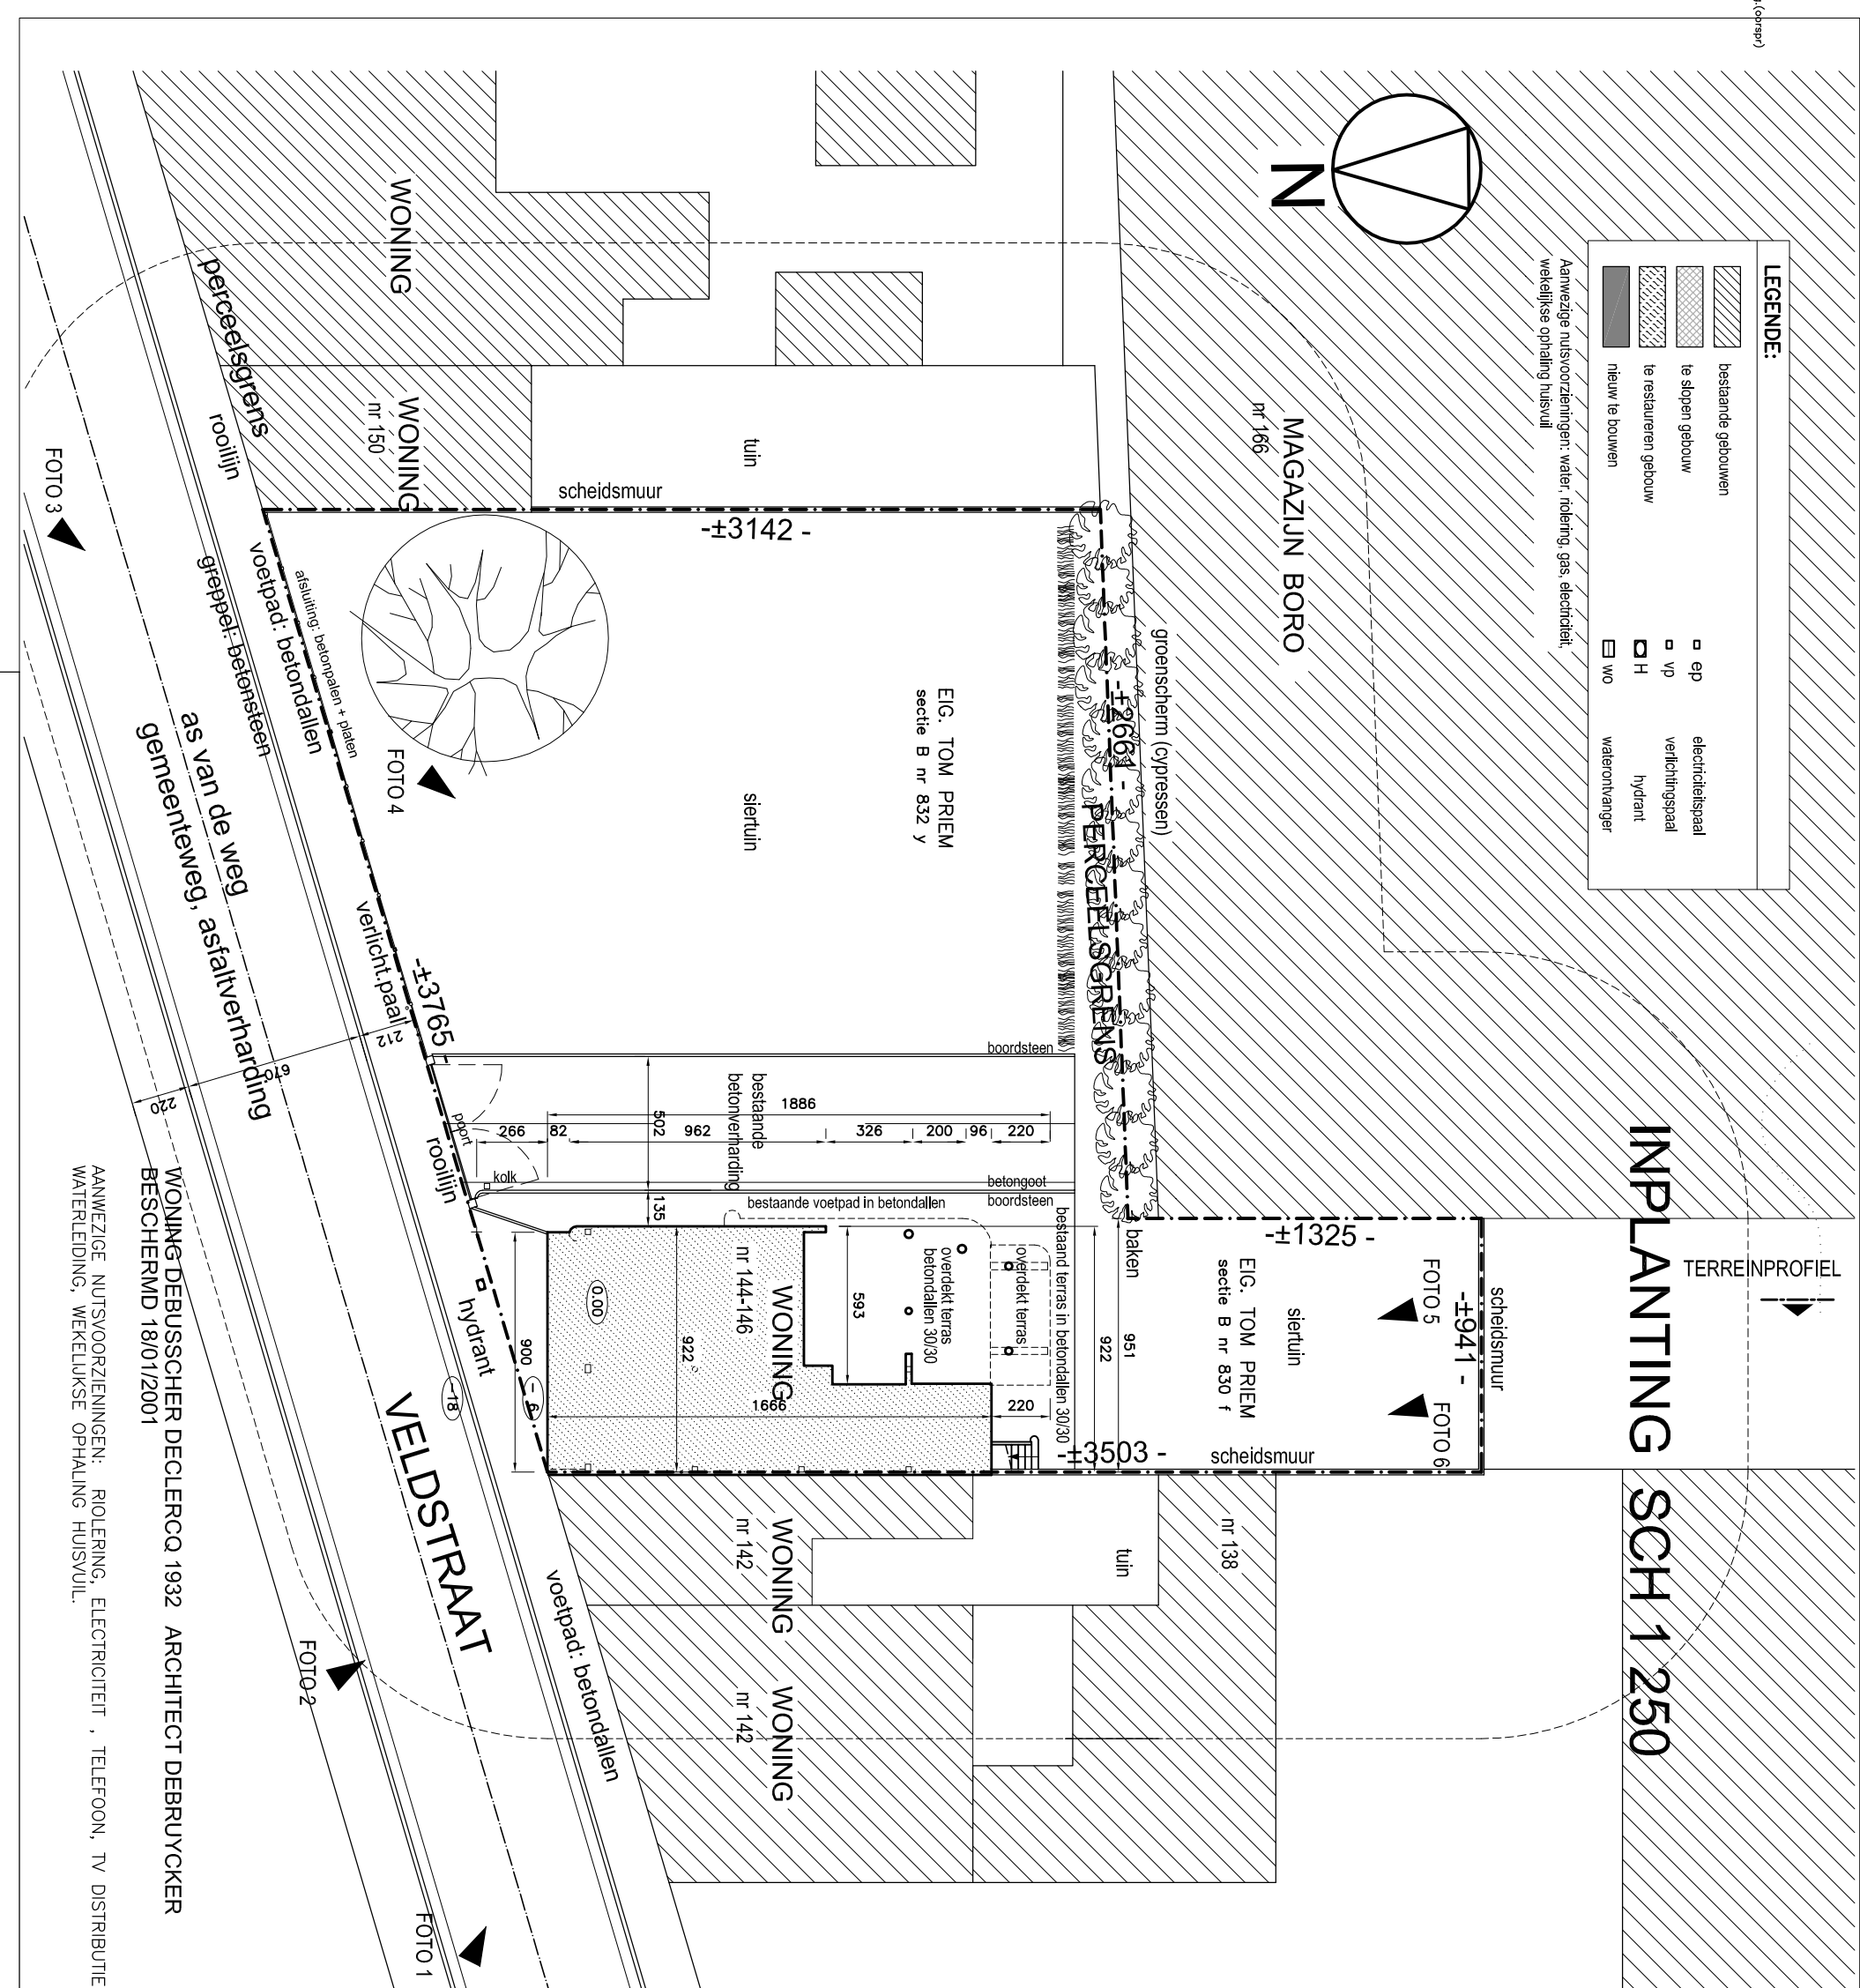 g.(oorspr)
LEGENDE:
bestaande gebouwen
te slopen gebouw
te restaureren gebouw
nieuw te bouwen
ep electriciteitspaal
vp verlichtingspaal
H hydrant
wo waterontvanger
Aanwezige nutsvoorzieningen: water, riolering, gas, electriciteit,
wekelijkse ophaling huisvuil
N
INPLANTING SCH 1 250
TERREINPROFIEL
MAGAZIJN BORO
nr 166
groenscherm (cypressen)
-±2661 -
PERCEELSGRENS
WONING
WONING
nr 150
tuin
scheidsmuur
-±3142 -
perceelsgrens
rooilijn
EIG. TOM PRIEM
sectie B nr 832 y
siertuin
afsluiting: betonpalen + platen
voetpad: betondallen
greppel: betonsteen
as van de weg
gemeenteweg, asfaltverharding
verlicht.paal
-±3765 -
212
670
220
FOTO 3
FOTO 4
boordsteen
bestaande
betonverharding
1886
502
266
82
962
326
200
96
220
poort
rooilijn
kolk
betongoot
boordsteen
135
bestaande voetpad in betondallen
bestaand terras in betondallen 30/30
baken
-±1325 -
scheidsmuur
-±941 -
FOTO 5
FOTO 6
EIG. TOM PRIEM
sectie B nr 830 f
siertuin
951
922
overdekt terras
overdekt terras
betondallen 30/30
593
WONING
nr 144-146
0.00
922
900
1666
220
- 6
-18
hydrant
-±3503 -
scheidsmuur
VELDSTRAAT
voetpad: betondallen
WONING
nr 142
WONING
nr 142
tuin
nr 138
FOTO 2
FOTO 1
WONING DEBUSSCHER DECLERCQ 1932 ARCHITECT DEBRUYCKER
BESCHERMD 18/01/2001
AANWEZIGE NUTSVOORZIENINGEN: RIOLERING, ELECTRICITEIT , TELEFOON, TV DISTRIBUTIE
WATERLEIDING, WEKELIJKSE OPHALING HUISVUIL.